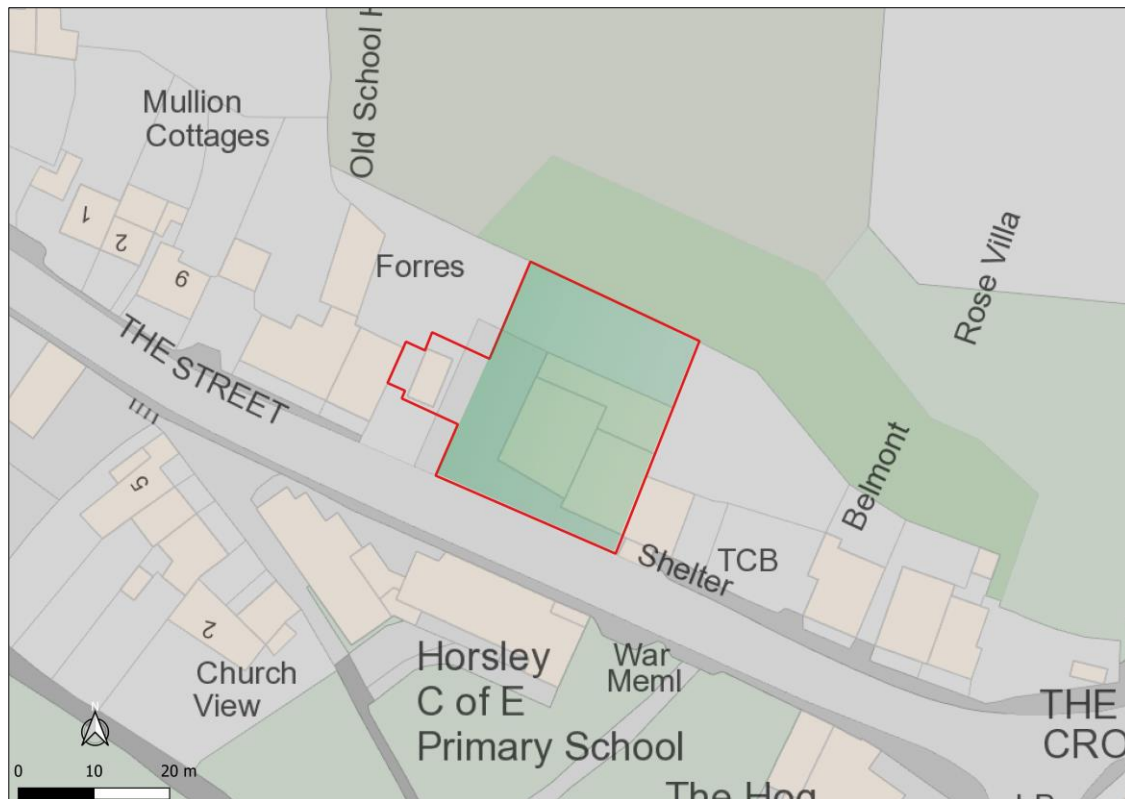 Old School H
Mullion
Cottages
1
2
9
Forres
Rose Villa
THE STREET
Belmont
5
Shelter
TCB
2
Horsley
C of E
Primary School
War
Meml
Church
View
THE
CRO
The Hog
N
0 10 20 m